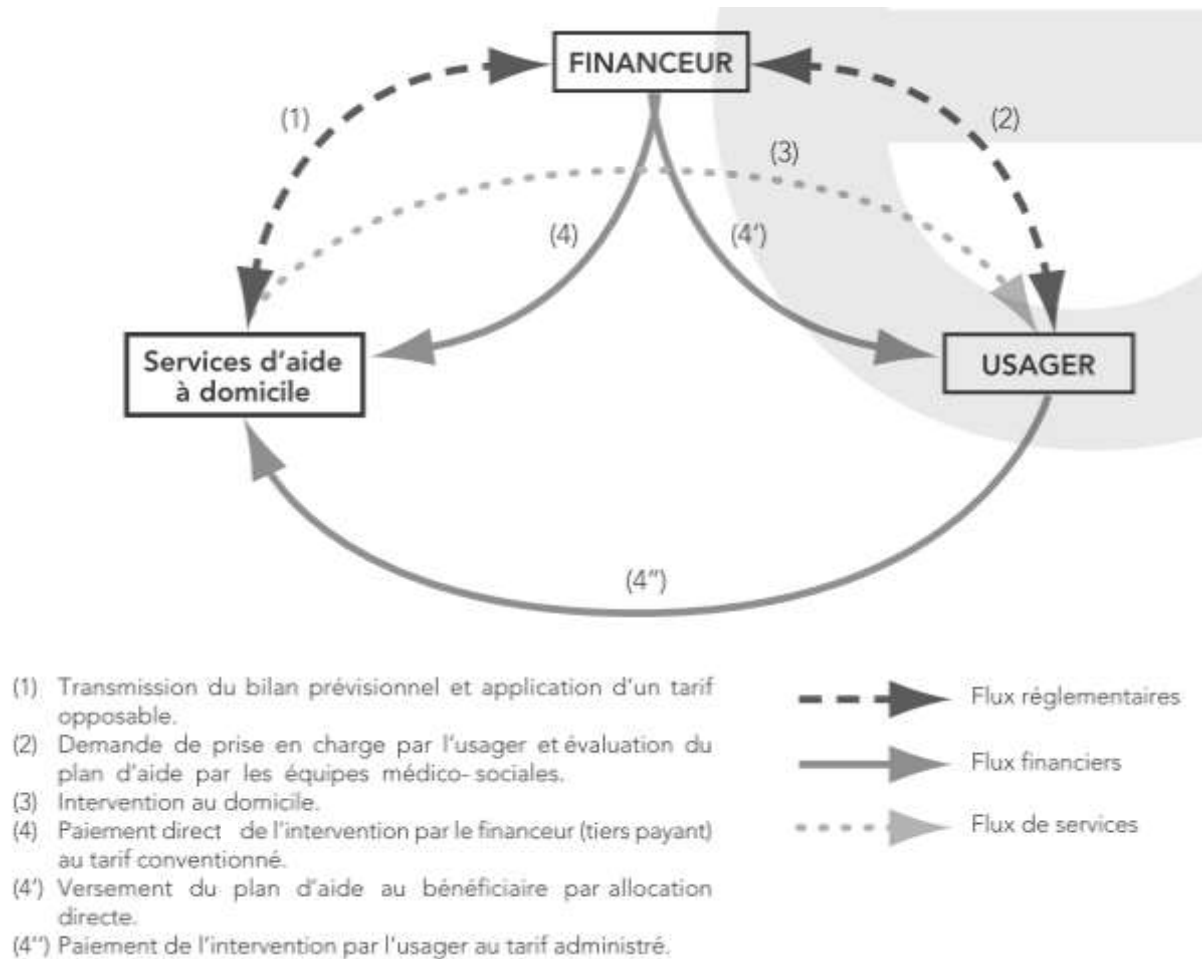 FINANCEUR
(1)
(2)
(3)
(4)
(4')
Services d'aide
à domicile
USAGER
(4'')
(1) Transmission du bilan prévisionnel et application d'un tarif
opposable.
(2) Demande de prise en charge par l'usager et évaluation du
plan d'aide par les équipes médico- sociales.
(3) Intervention au domicile.
(4) Paiement direct de l'intervention par le financeur (tiers payant)
au tarif conventionné.
(4') Versement du plan d'aide au bénéficiaire par allocation
directe.
(4'') Paiement de l'intervention par l'usager au tarif administré.
Flux réglementaires
Flux financiers
Flux de services